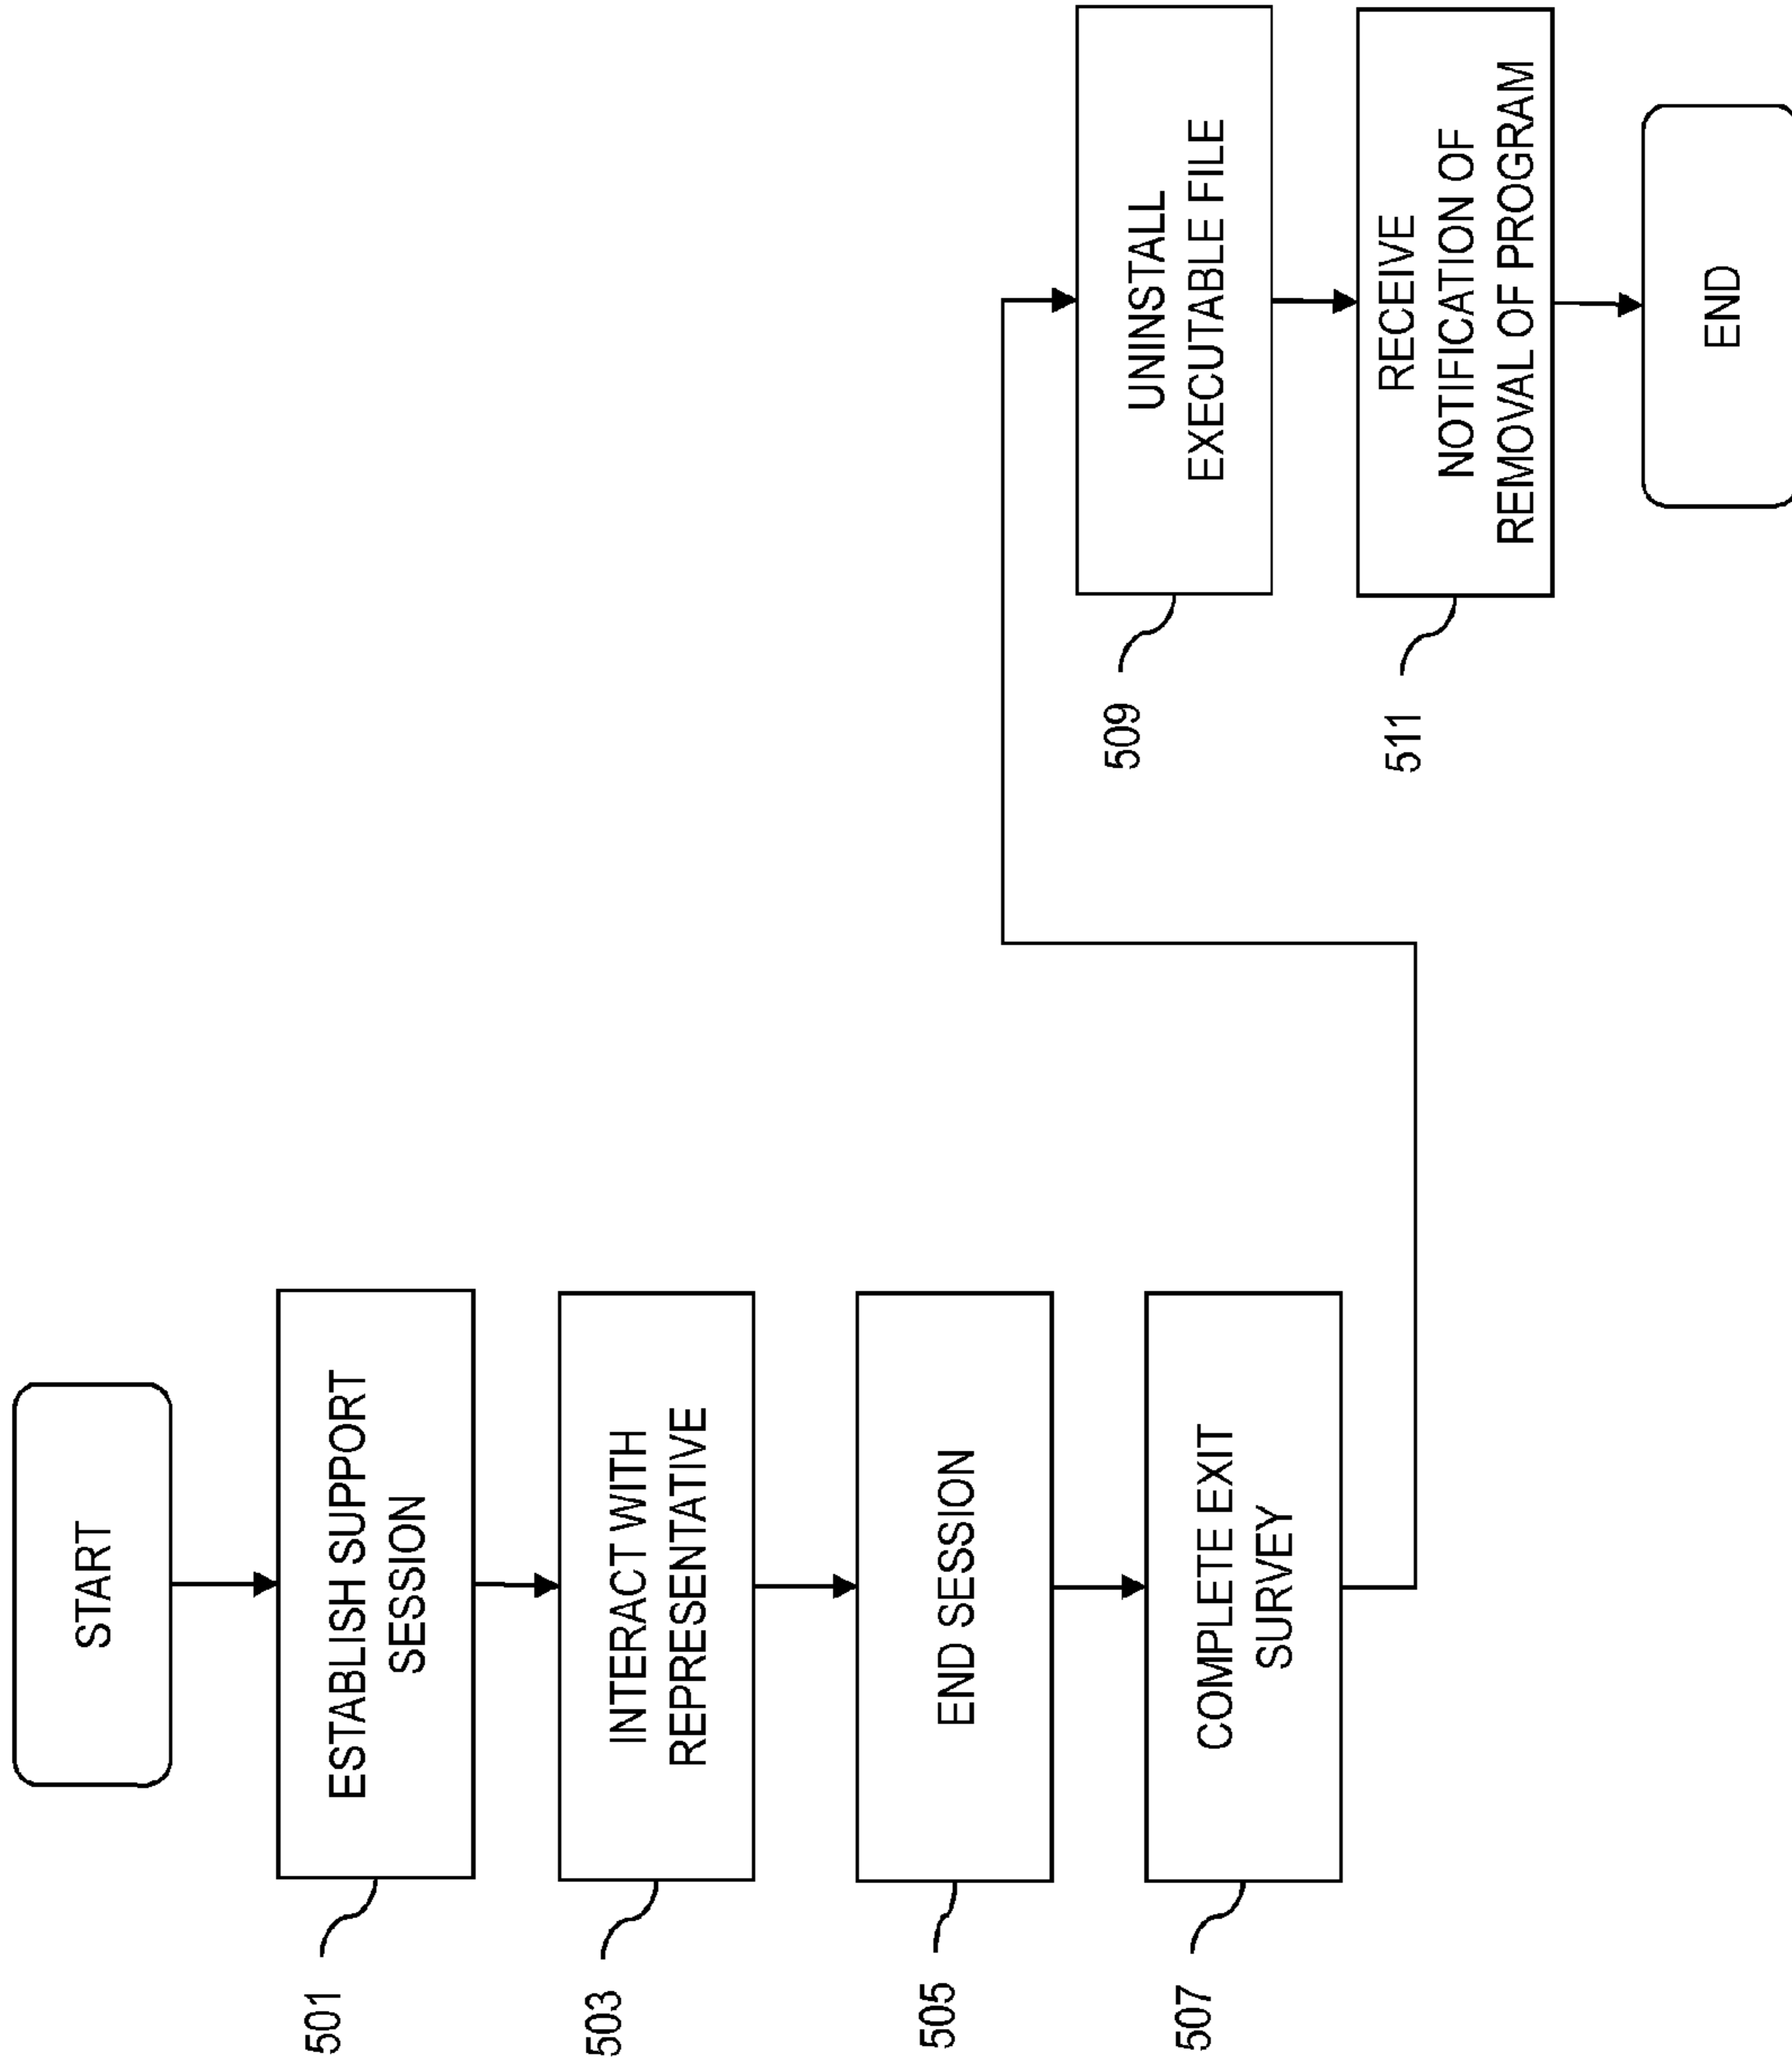 START
501
ESTABLISH SUPPORT
SESSION
503
INTERACT WITH
REPRESENTATIVE
505
END SESSION
507
COMPLETE EXIT
SURVEY
509
UNINSTALL
EXECUTABLE FILE
511
RECEIVE
NOTIFICATION OF
REMOVAL OF PROGRAM
END